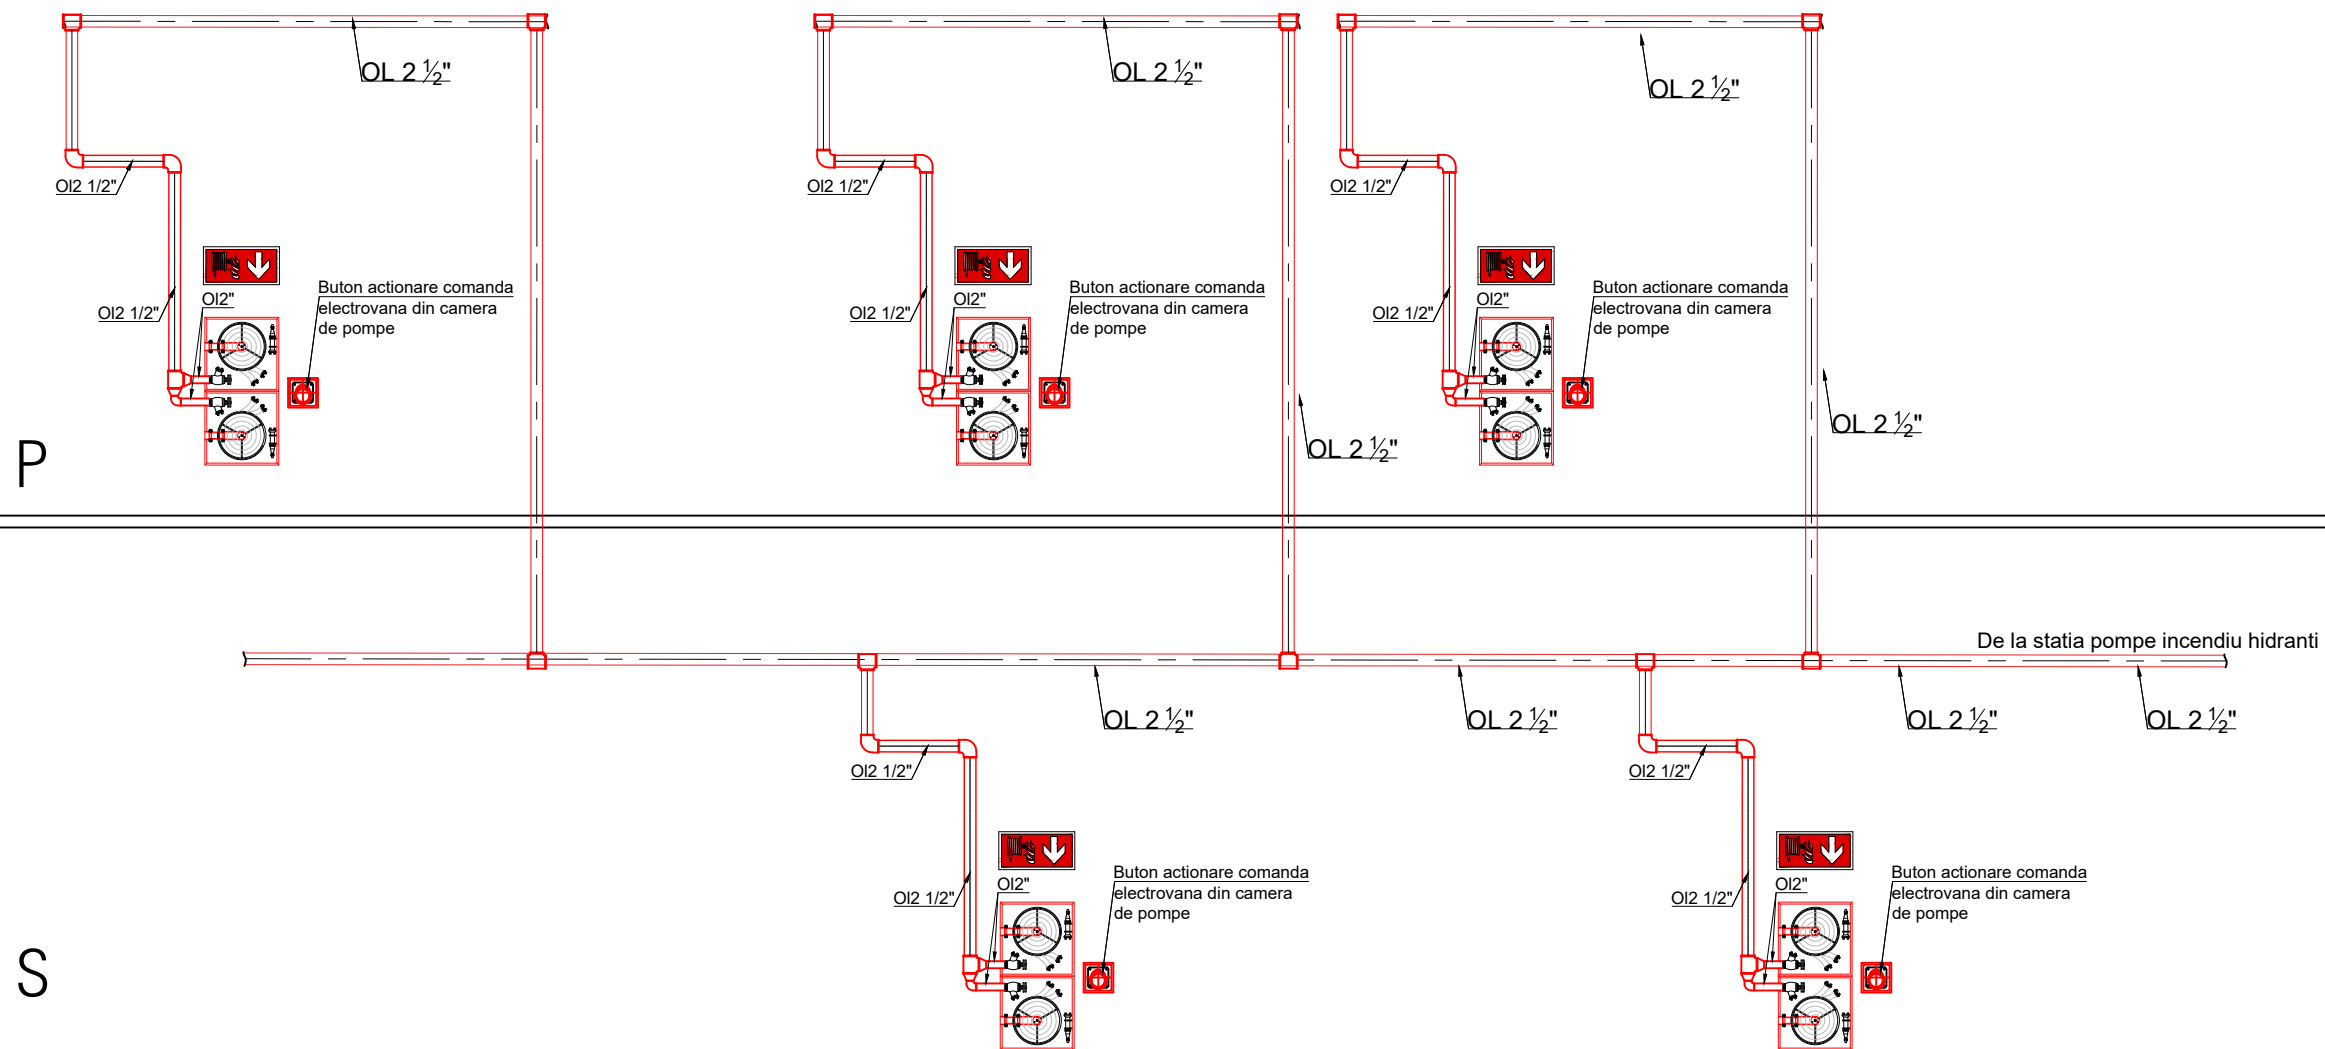 OL 2 ½"
OL 2 ½"
OL 2 ½"
Ol2 1/2"
Ol2 1/2"
Ol2 1/2"
Ol2 1/2"
Ol2"
Buton actionare comanda
electrovana din camera
de pompe
Ol2 1/2"
Ol2"
Buton actionare comanda
electrovana din camera
de pompe
Ol2 1/2"
Ol2"
Buton actionare comanda
electrovana din camera
de pompe
OL 2 ½"
OL 2 ½"
P
De la statia pompe incendiu hidranti
OL 2 ½"
OL 2 ½"
OL 2 ½"
OL 2 ½"
Ol2 1/2"
Ol2 1/2"
Ol2 1/2"
Ol2"
Buton actionare comanda
electrovana din camera
de pompe
Ol2 1/2"
Ol2"
Buton actionare comanda
electrovana din camera
de pompe
S